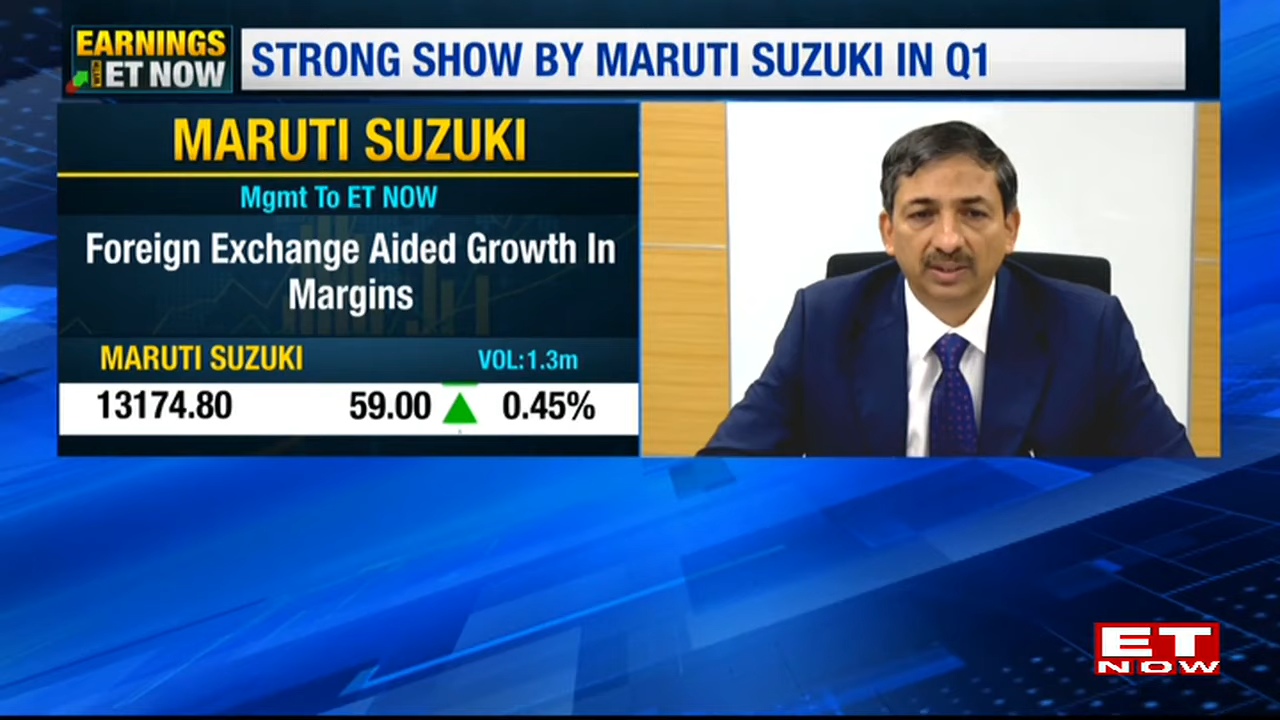 EARNINGS
WITH
ET NOW
STRONG SHOW BY MARUTI SUZUKI IN Q1
MARUTI SUZUKI
Mgmt To ET NOW
Foreign Exchange Aided Growth In
Margins
MARUTI SUZUKI VOL:1.3m
13174.80 59.00 0.45%
ET
NOW